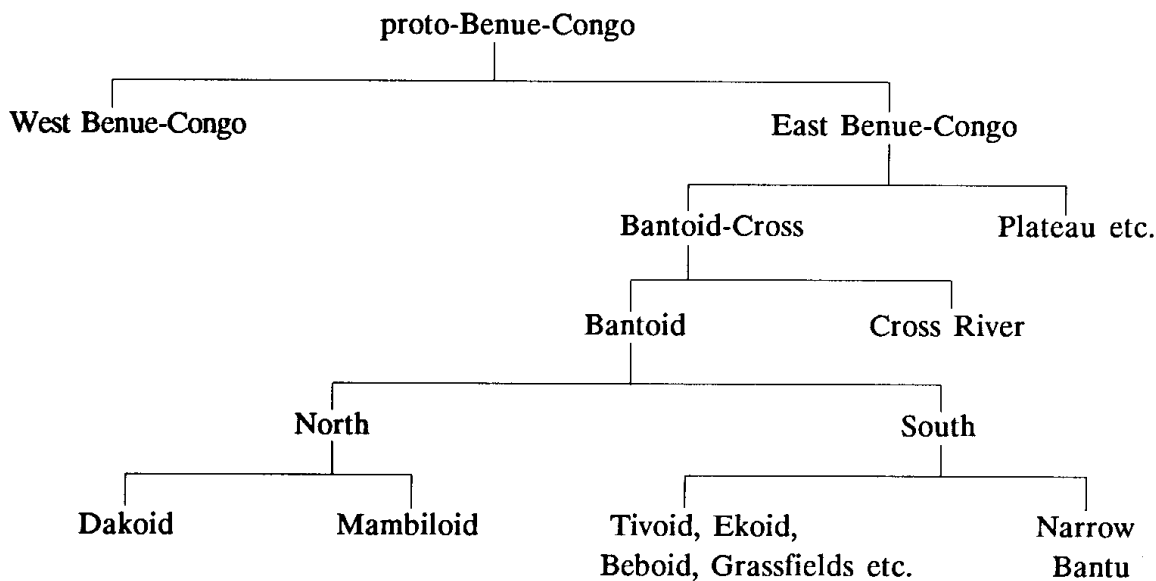 proto-Benue-Congo
West Benue-Congo
East Benue-Congo
Bantoid-Cross
Plateau etc.
Bantoid
Cross River
North
South
Dakoid
Mambiloid
Tivoid, Ekoid,
Beboid, Grassfields etc.
Narrow
Bantu